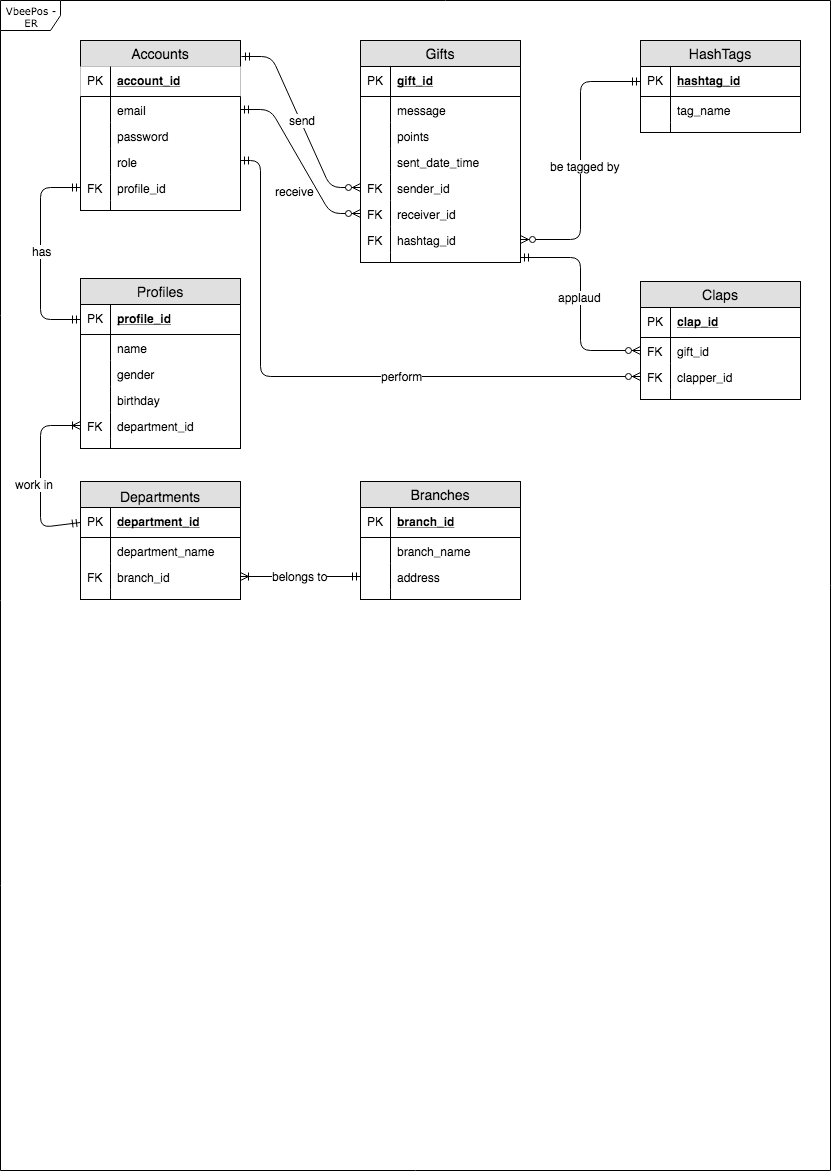 VbeePos -
ER
Accounts
PK account_id
email
password
role
FK profile_id
Gifts
PK gift_id
message
points
sent_date_time
FK sender_id
FK receiver_id
FK hashtag_id
HashTags
PK hashtag_id
tag_name
send
receive
be tagged by
has
applaud
perform
Profiles
PK profile_id
name
gender
birthday
FK department_id
Claps
PK clap_id
FK gift_id
FK clapper_id
work in
Departments
PK department_id
department_name
FK branch_id
belongs to
Branches
PK branch_id
branch_name
address